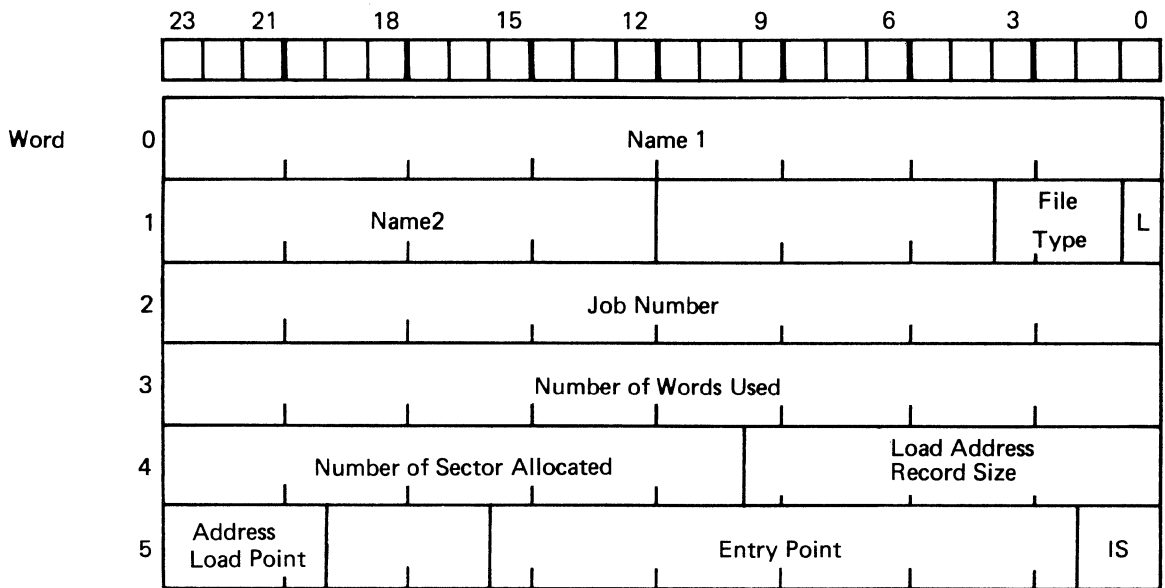 23 21 18 15 12 9 6 3 0
Word 0 Name 1
1 Name2 File Type L
2 Job Number
3 Number of Words Used
4 Number of Sector Allocated Load Address Record Size
5 Address Load Point Entry Point IS